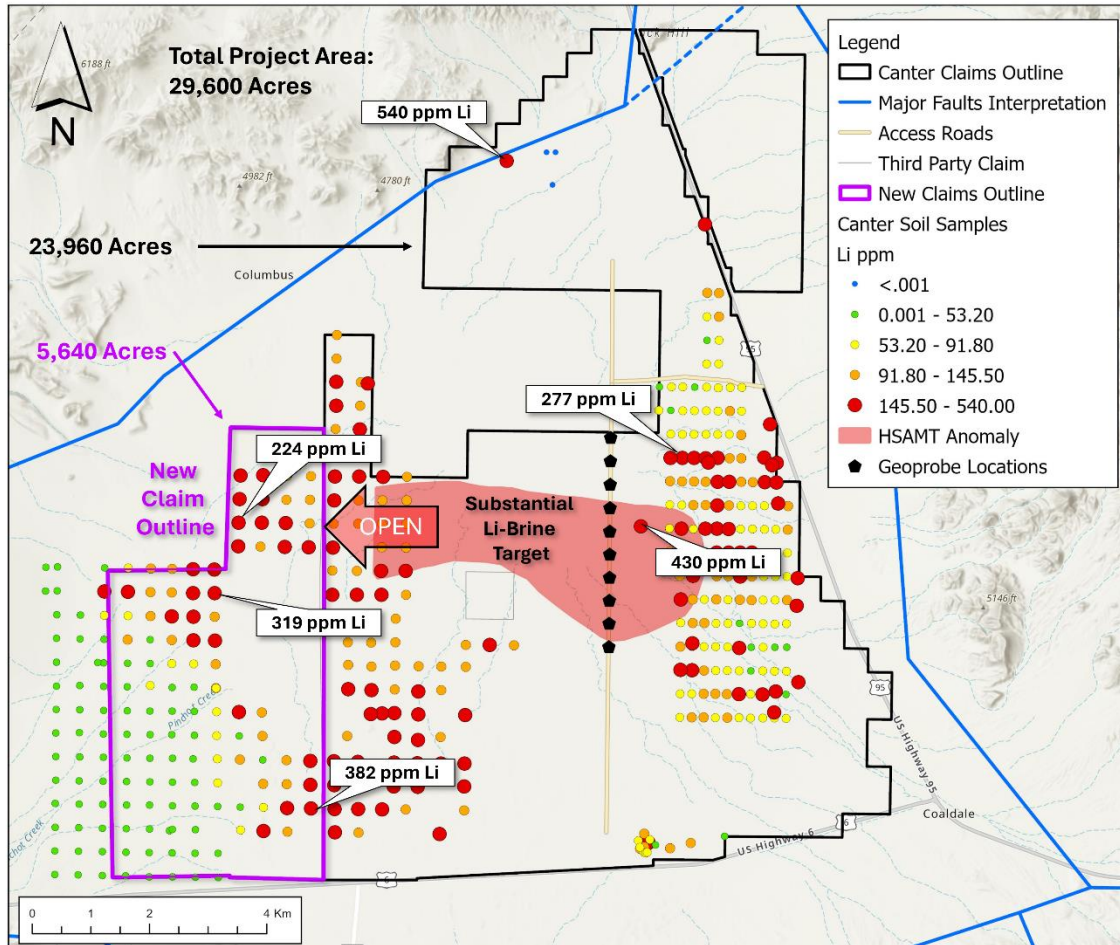 Total Project Area:
29,600 Acres
6188 ft
N
540 ppm Li
4982 ft
4780 ft
23,960 Acres
Columbus
5,640 Acres
95
277 ppm Li
224 ppm Li
New
Claim
Outline
OPEN
Substantial
Li-Brine
Target
430 ppm Li
319 ppm Li
5146 ft
95
US Highway 95
382 ppm Li
Coaldale
6
US Highway 6
6
Creek
0 1 2 4 Km
Legend
Canter Claims Outline
Major Faults Interpretation
Access Roads
Third Party Claim
New Claims Outline
Canter Soil Samples
Li ppm
<.001
0.001 - 53.20
53.20 - 91.80
91.80 - 145.50
145.50 - 540.00
HSAMT Anomaly
Geoprobe Locations